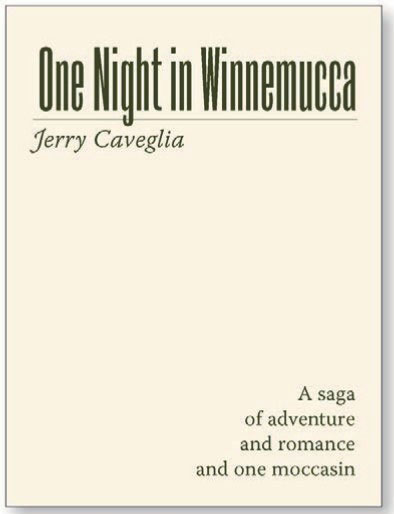 One Night in Winnemucca
Jerry Caveglia
A saga
of adventure
and romance
and one moccasin